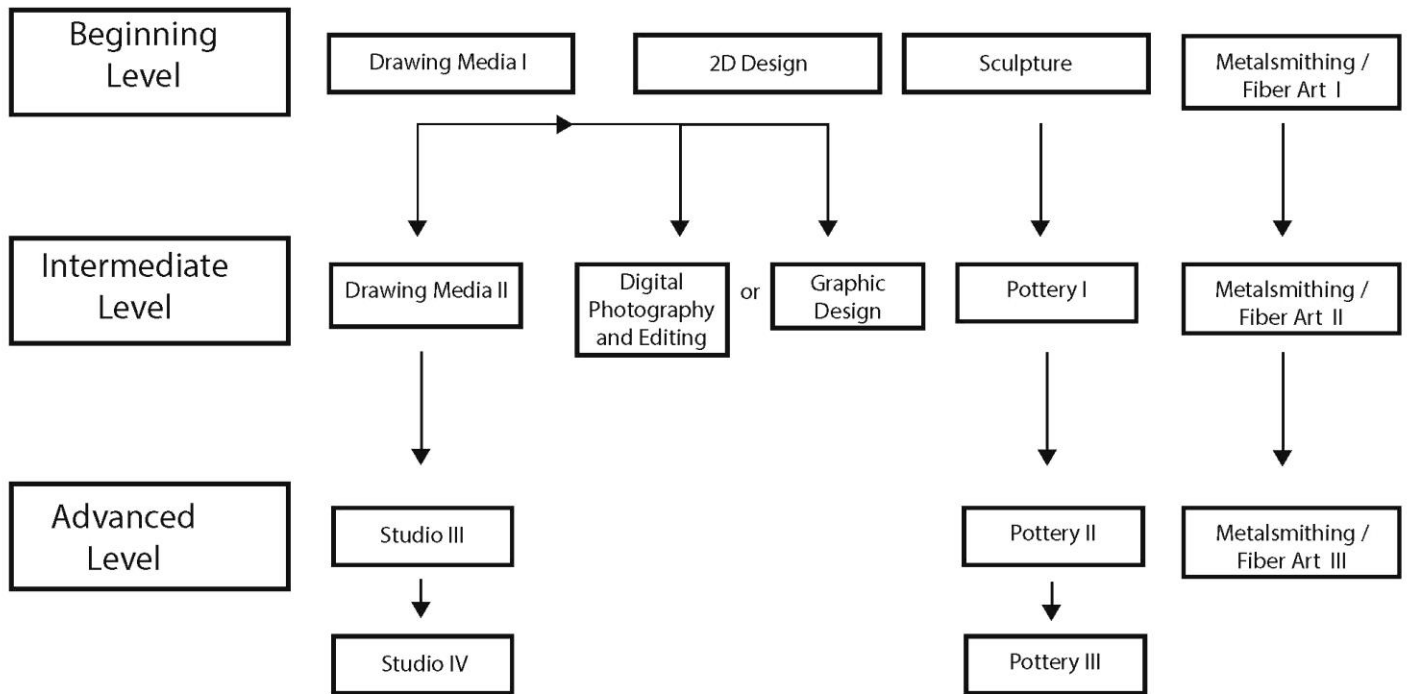 Beginning
Level
Drawing Media I
2D Design
Sculpture
Metalsmithing /
Fiber Art I
Intermediate
Level
Drawing Media II
Digital
Photography
and Editing
or
Graphic
Design
Pottery I
Metalsmithing /
Fiber Art II
Advanced
Level
Studio III
Pottery II
Metalsmithing /
Fiber Art III
Studio IV
Pottery III